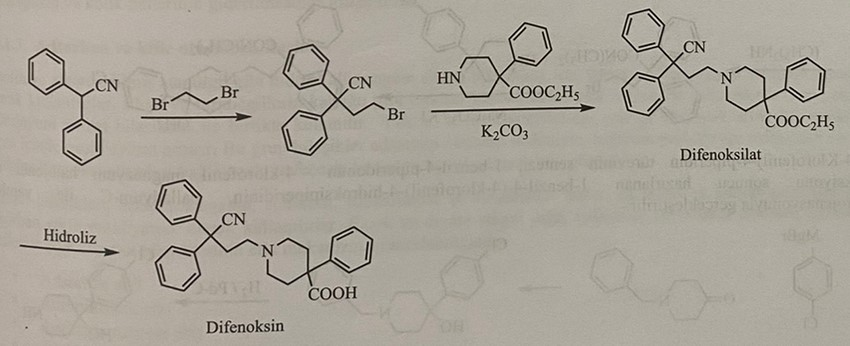 CN
Br
Br
CN
Br
HN
COOC₂H₅
K₂CO₃
CN
N
COOC₂H₅
Difenoksilat
Hidroliz
CN
N
COOH
Difenoksin